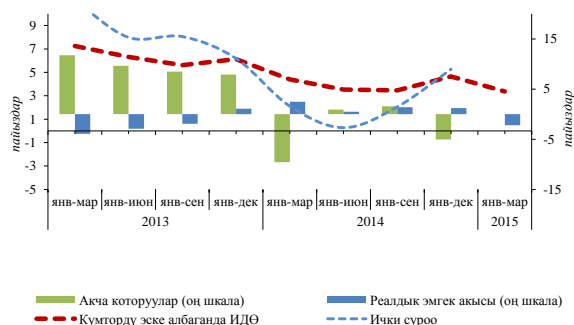 9
7
5
3
1
-1
-3
-5
пайыздар
15
5
-5
-15
пайыздар
янв-мар янв-июн янв-сен янв-дек янв-мар янв-июн янв-сен янв-дек янв-мар
2013 2014 2015
Акча которуулар (оң шкала) Реалдык эмгек акысы (оң шкала)
Кумторду эске албаганда ИДӨ Ички суроо